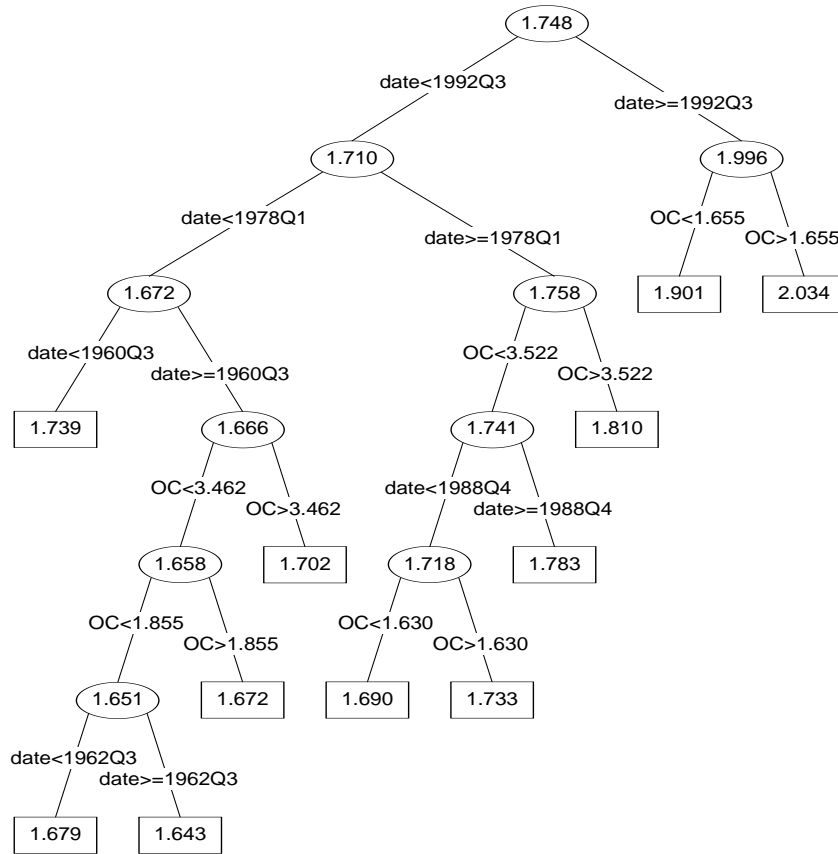 1.748
date<1992Q3
date>=1992Q3
1.710
1.996
date<1978Q1
OC<1.655
date>=1978Q1
OC>1.655
1.672
1.758
1.901
2.034
date<1960Q3
OC<3.522
date>=1960Q3
OC>3.522
1.739
1.666
1.741
1.810
OC<3.462
date<1988Q4
OC>3.462
date>=1988Q4
1.658
1.702
1.718
1.783
OC<1.855
OC<1.630
OC>1.855
OC>1.630
1.651
1.672
1.690
1.733
date<1962Q3
date>=1962Q3
1.679
1.643